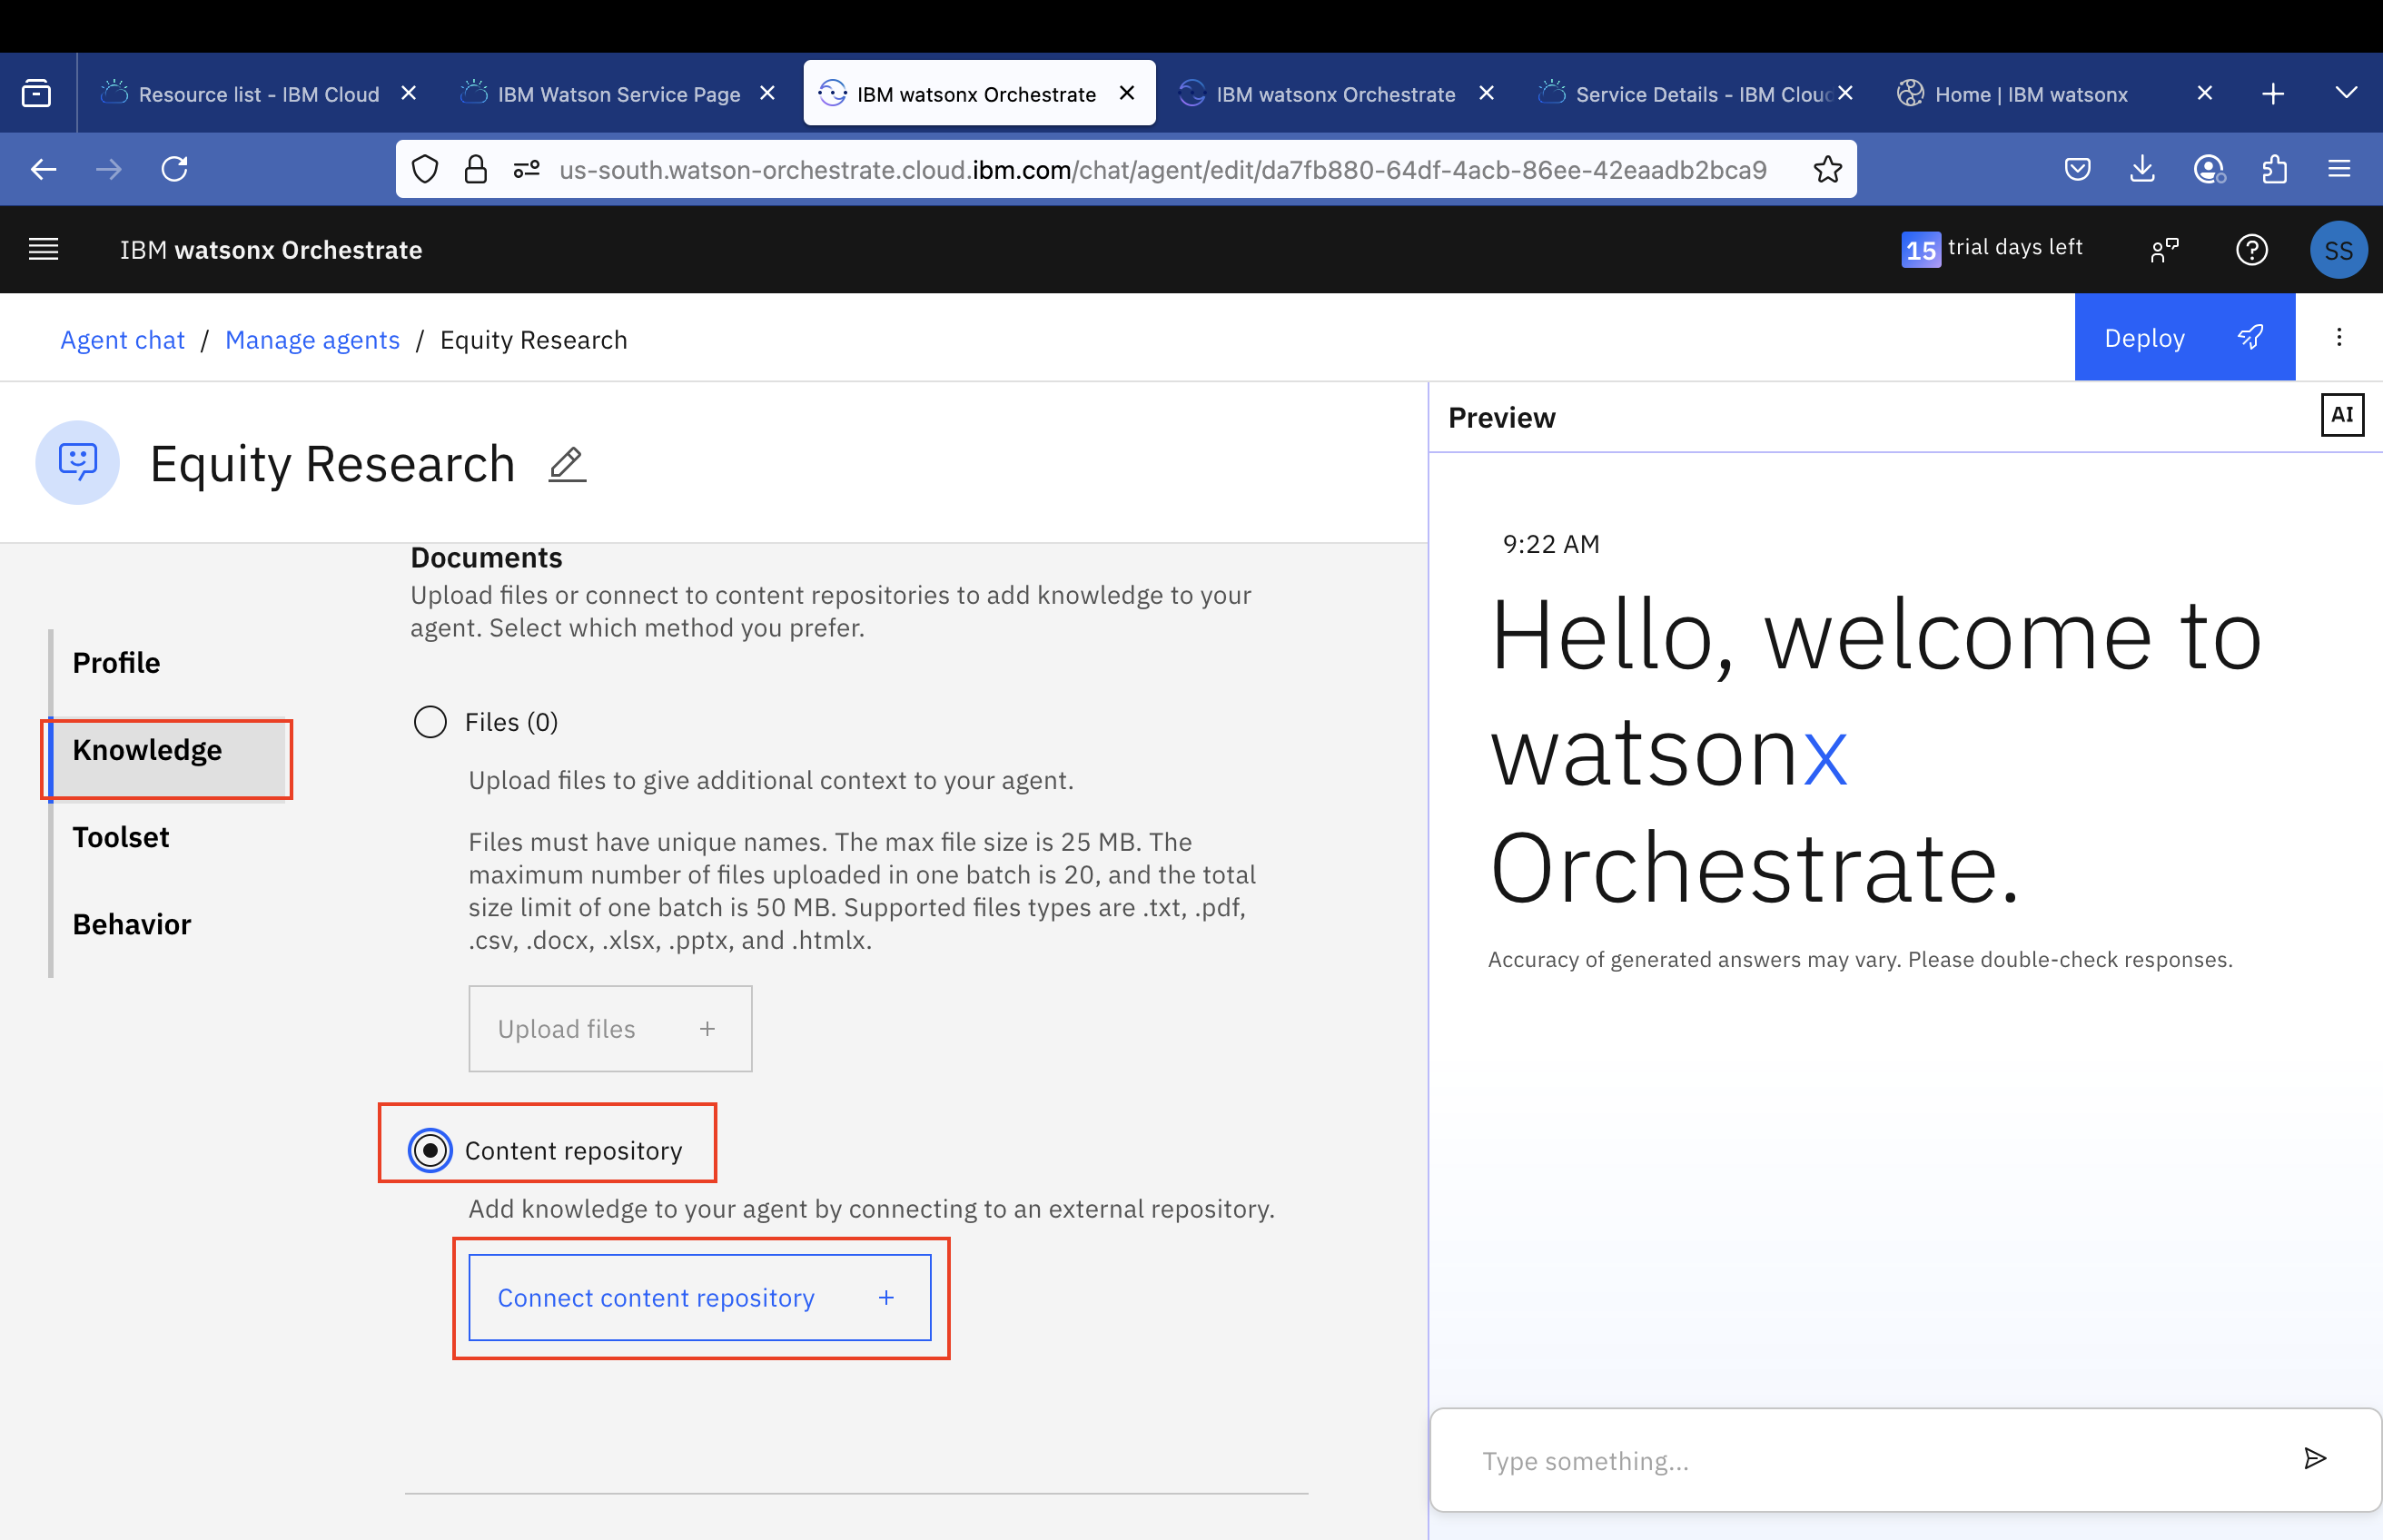 Resource list - IBM Cloud
IBM Watson Service Page
IBM watsonx Orchestrate
IBM watsonx Orchestrate
Service Details - IBM Cloud
Home | IBM watsonx
us-south.watson-orchestrate.cloud.ibm.com/chat/agent/edit/da7fb880-64df-4acb-86ee-42eaadb2bca9
IBM watsonx Orchestrate
15 trial days left
SS
Agent chat / Manage agents / Equity Research
Deploy
Equity Research
Profile
Knowledge
Toolset
Behavior
Documents
Upload files or connect to content repositories to add knowledge to your
agent. Select which method you prefer.
Files (0)
Upload files to give additional context to your agent.
Files must have unique names. The max file size is 25 MB. The
maximum number of files uploaded in one batch is 20, and the total
size limit of one batch is 50 MB. Supported files types are .txt, .pdf,
.csv, .docx, .xlsx, .pptx, and .htmlx.
Upload files +
Content repository
Add knowledge to your agent by connecting to an external repository.
Connect content repository +
Preview
AI
9:22 AM
Hello, welcome to
watsonx
Orchestrate.
Accuracy of generated answers may vary. Please double-check responses.
Type something...